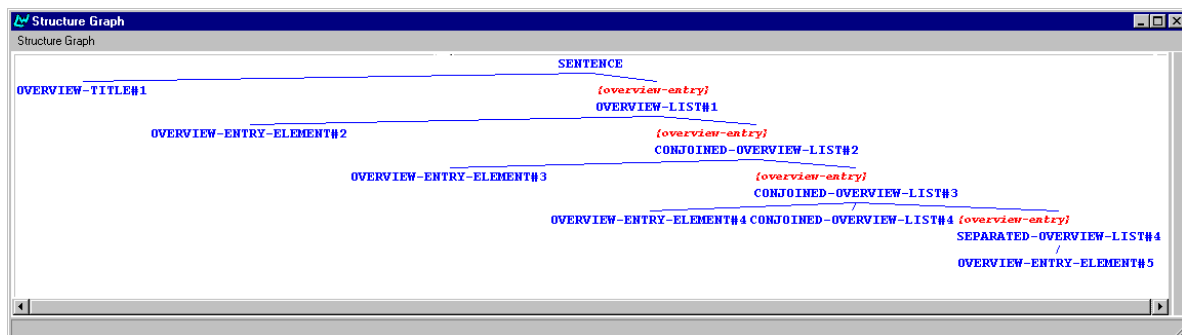 Structure Graph
Structure Graph
SENTENCE
OVERVIEW-TITLE#1 {overview-entry}
OVERVIEW-LIST#1
OVERVIEW-ENTRY-ELEMENT#2 {overview-entry}
CONJOINED-OVERVIEW-LIST#2
OVERVIEW-ENTRY-ELEMENT#3 {overview-entry}
CONJOINED-OVERVIEW-LIST#3
OVERVIEW-ENTRY-ELEMENT#4 CONJOINED-OVERVIEW-LIST#4 {overview-entry}
SEPARATED-OVERVIEW-LIST#4
OVERVIEW-ENTRY-ELEMENT#5